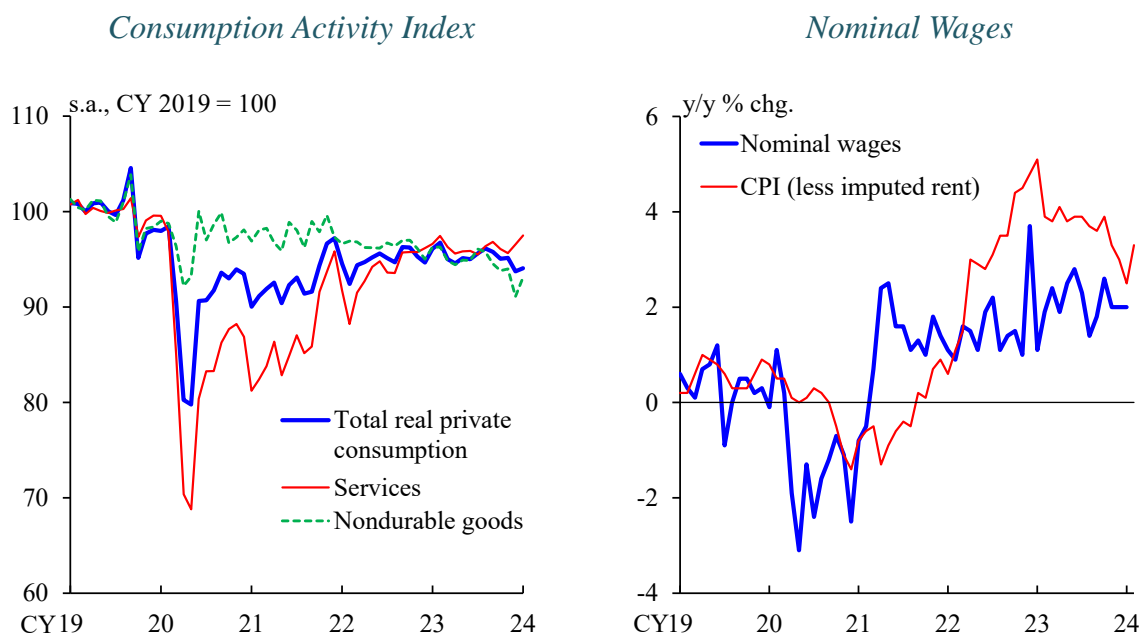 Consumption Activity Index
s.a., CY 2019 = 100
110
100
90
80
70
60
Total real private
consumption
Services
Nondurable goods
CY19 20 21 22 23 24
Nominal Wages
y/y % chg.
6
4
2
0
-2
-4
Nominal wages
CPI (less imputed rent)
CY19 20 21 22 23 24